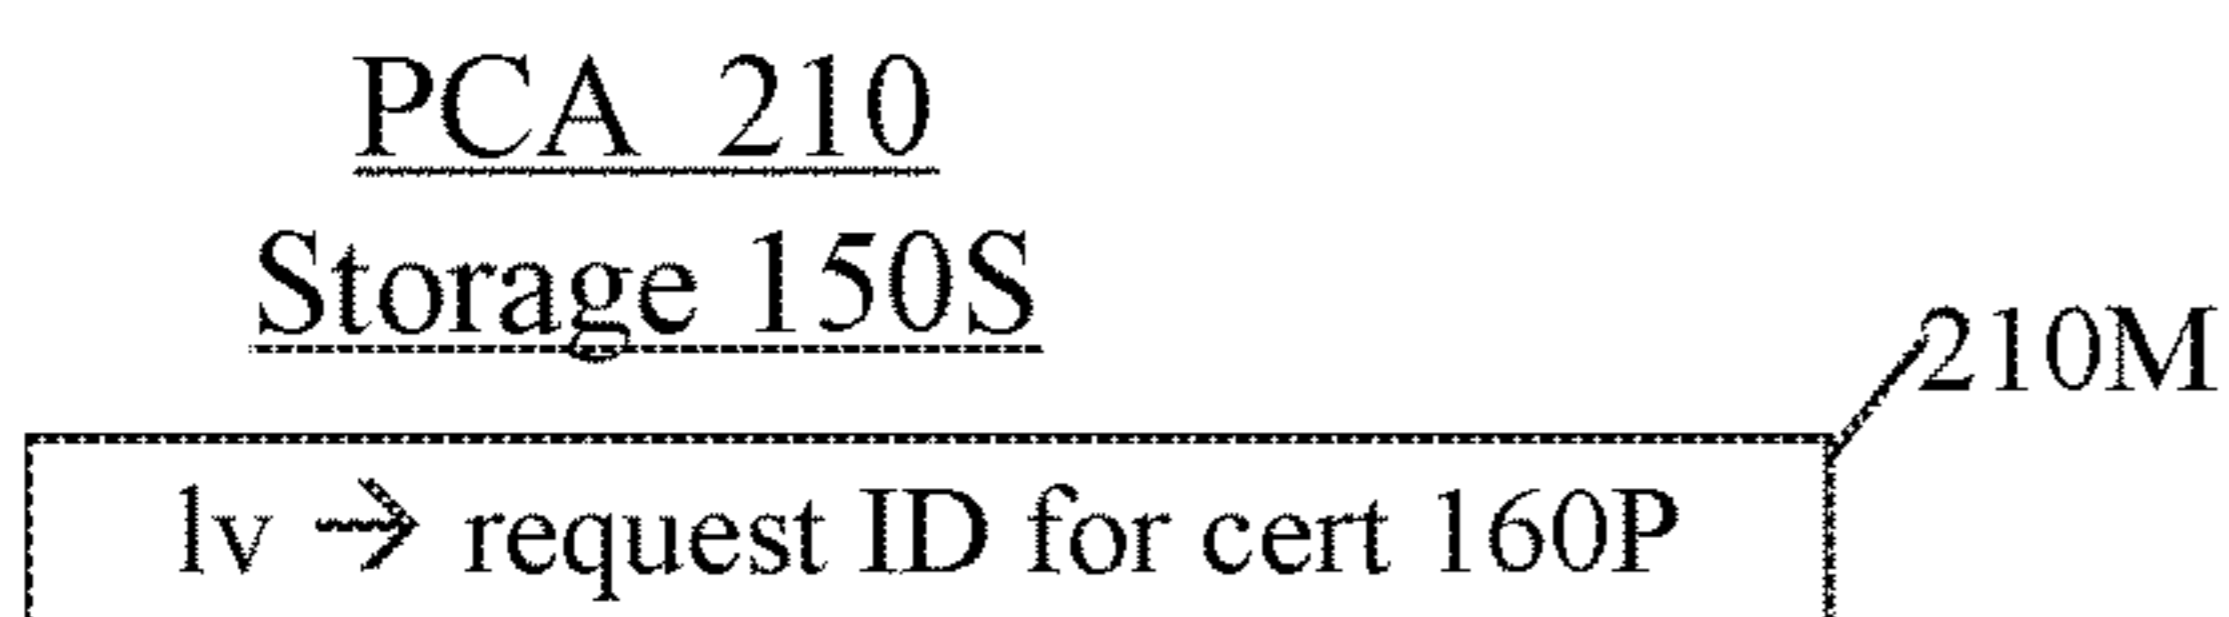 PCA 210
Storage 150S
210M
lv → request ID for cert 160P